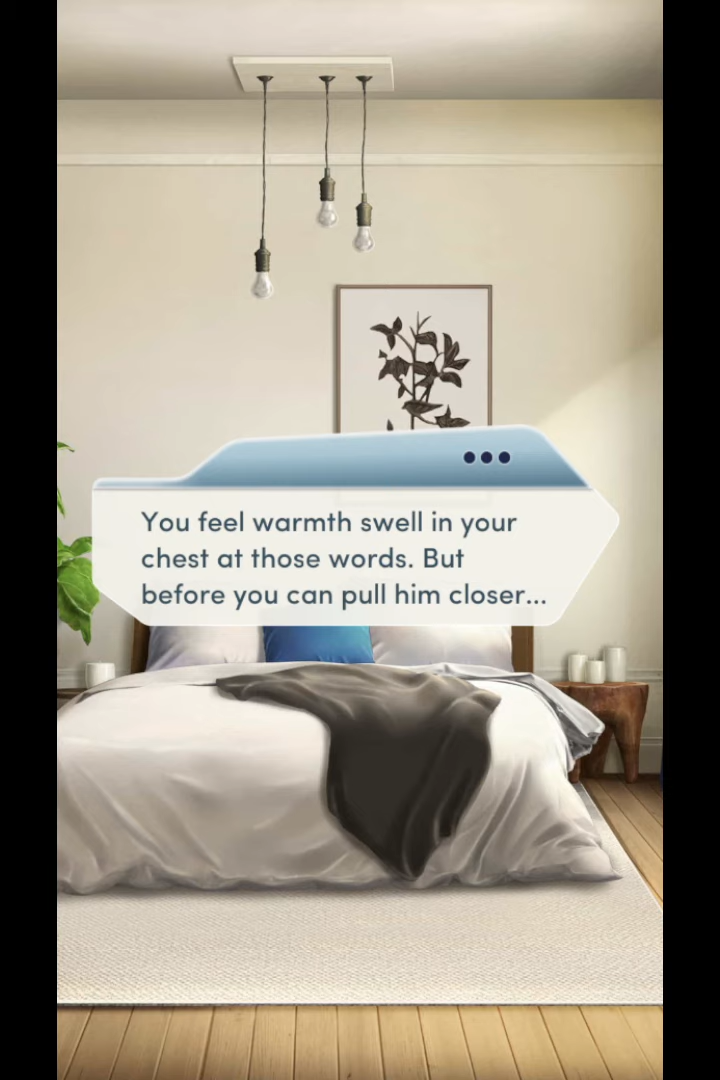 You feel warmth swell in your
chest at those words. But
before you can pull him closer...